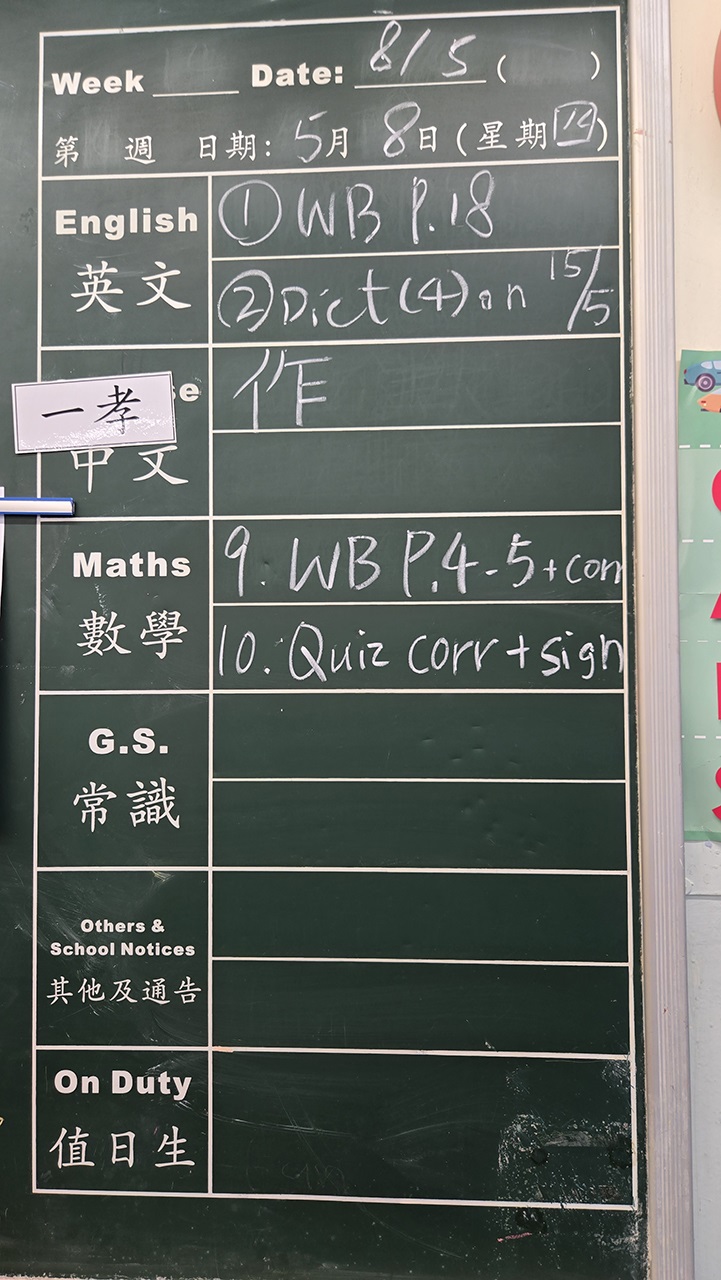 Week ____ Date: 8/5 ( )
第 週 日期: 5月 8日 (星期四)
English
英文
① WB P.18
② Dict(4) on 15/5
一孝
中文
作
Maths
數學
9. WB P.4-5+corr
10. Quiz corr + sign
G.S.
常識
Others &
School Notices
其他及通告
On Duty
值日生